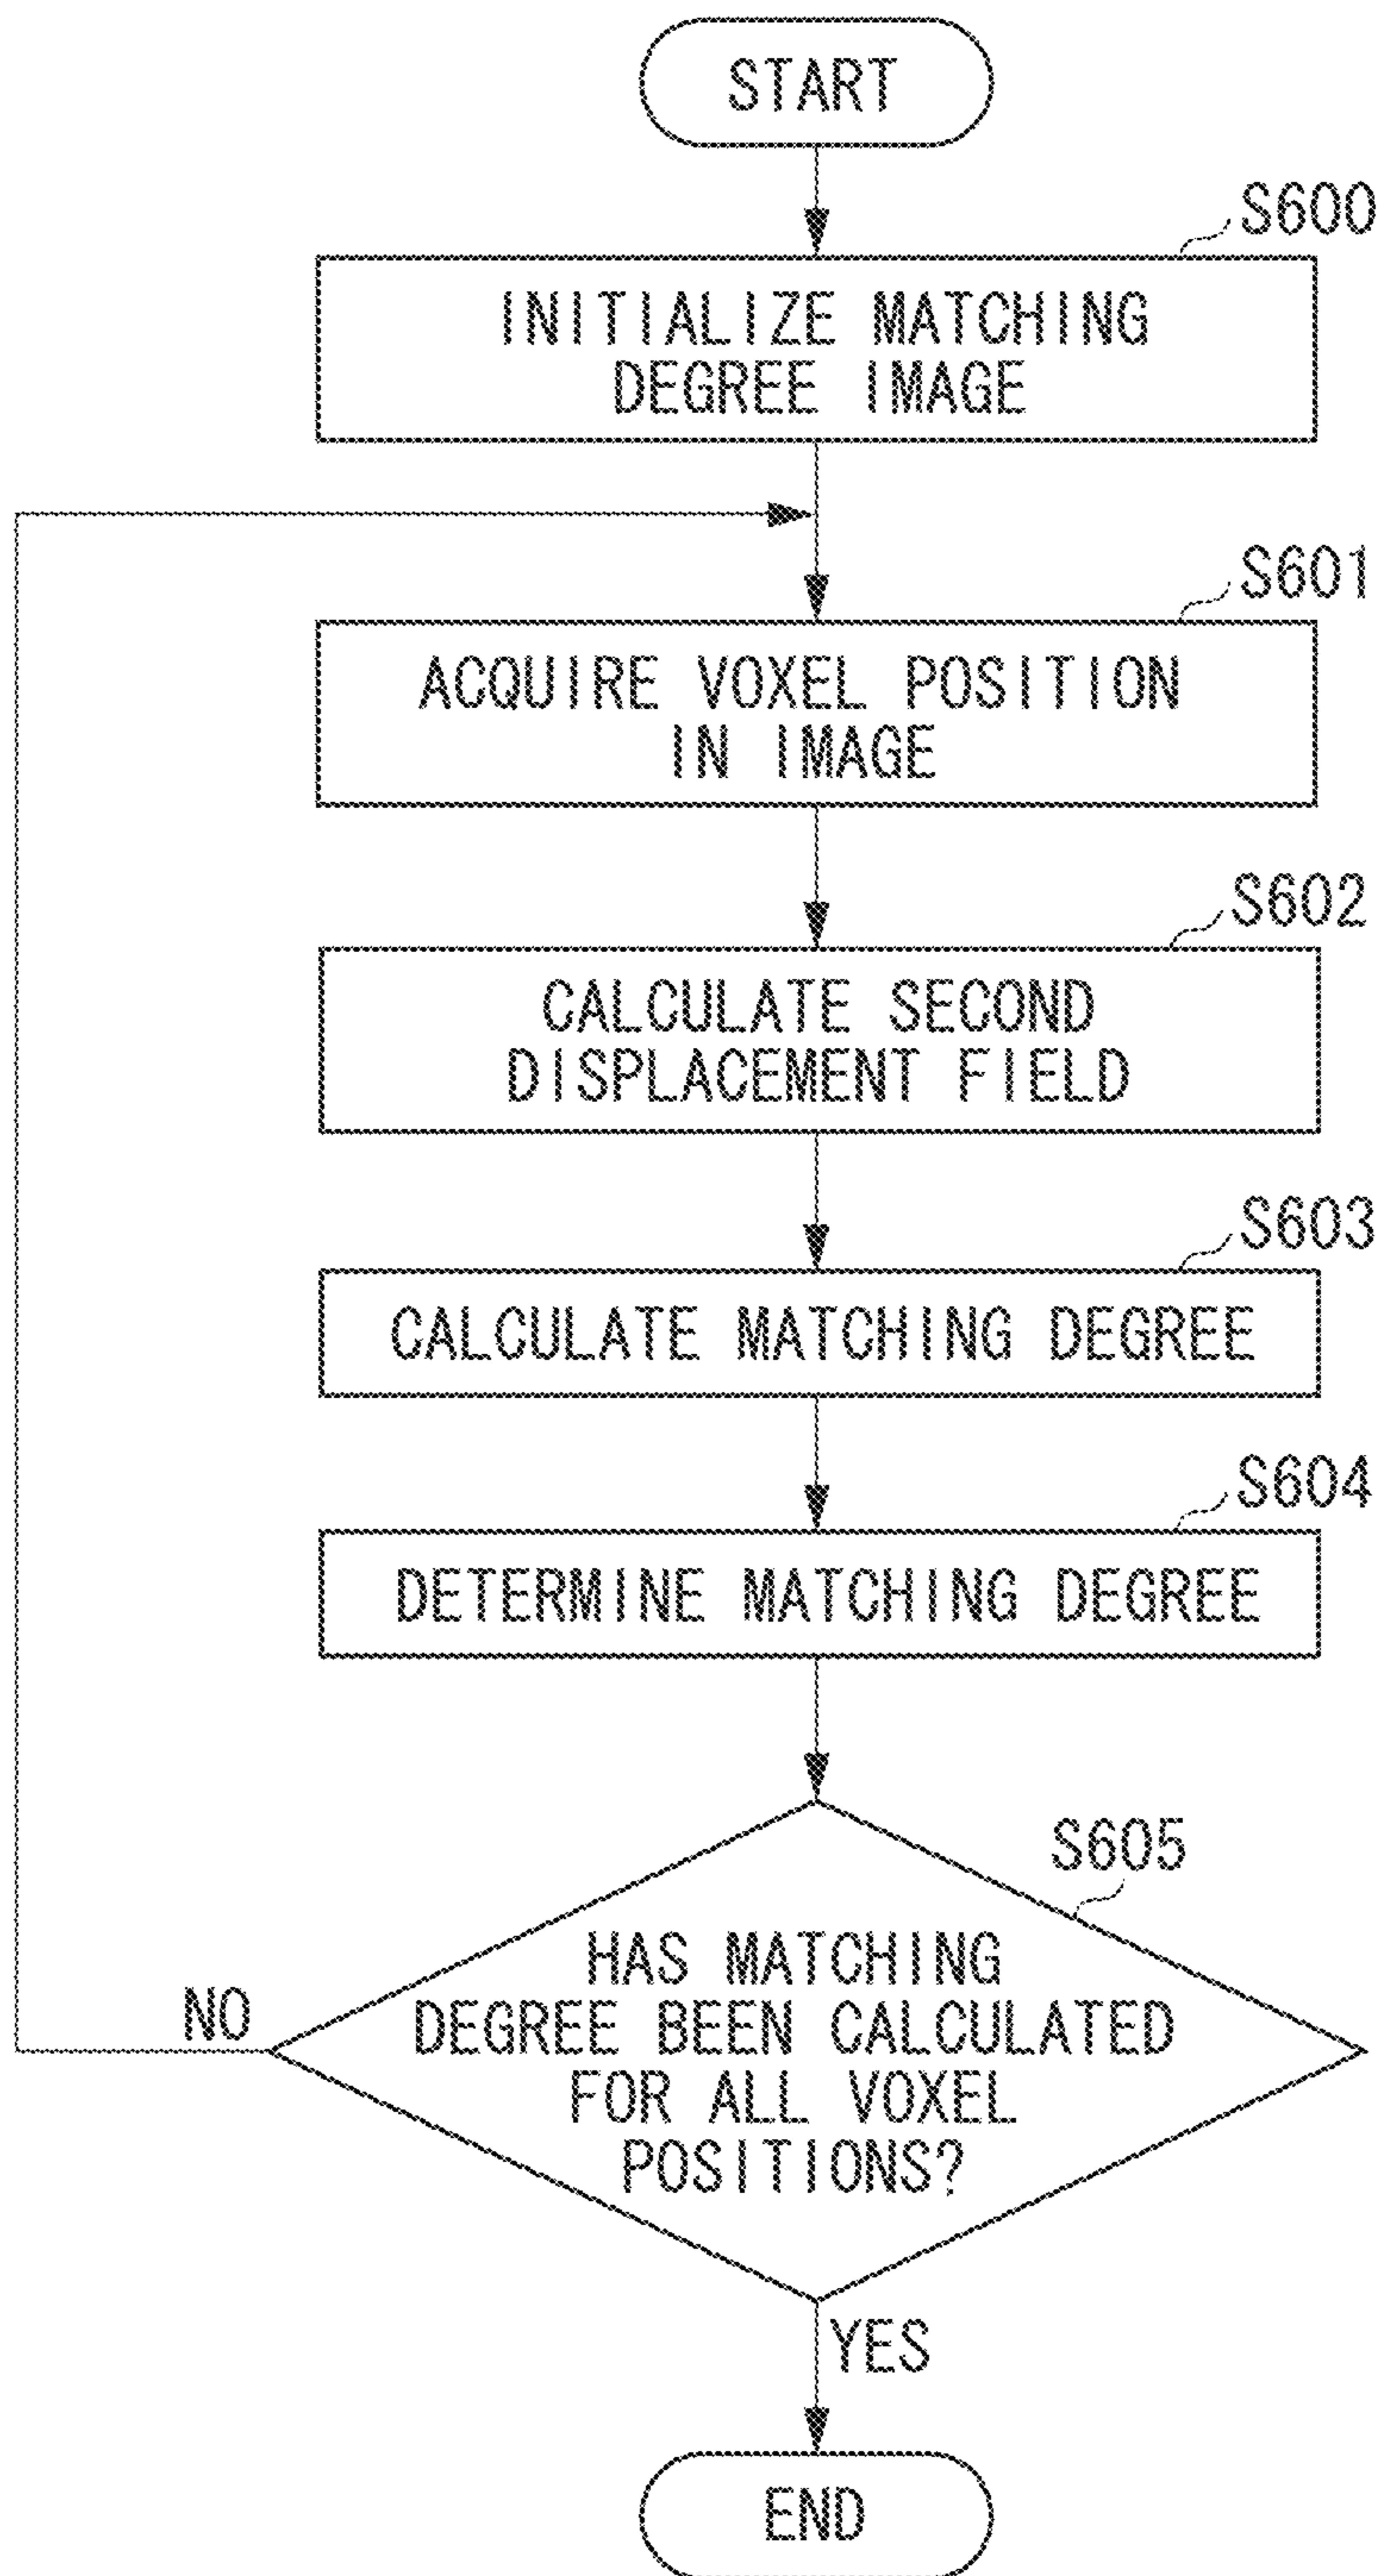 START
S600
INITIALIZE MATCHING
DEGREE IMAGE
S601
ACQUIRE VOXEL POSITION
IN IMAGE
S602
CALCULATE SECOND
DISPLACEMENT FIELD
S603
CALCULATE MATCHING DEGREE
S604
DETERMINE MATCHING DEGREE
S605
HAS MATCHING
DEGREE BEEN CALCULATED
FOR ALL VOXEL
POSITIONS?
NO
YES
END